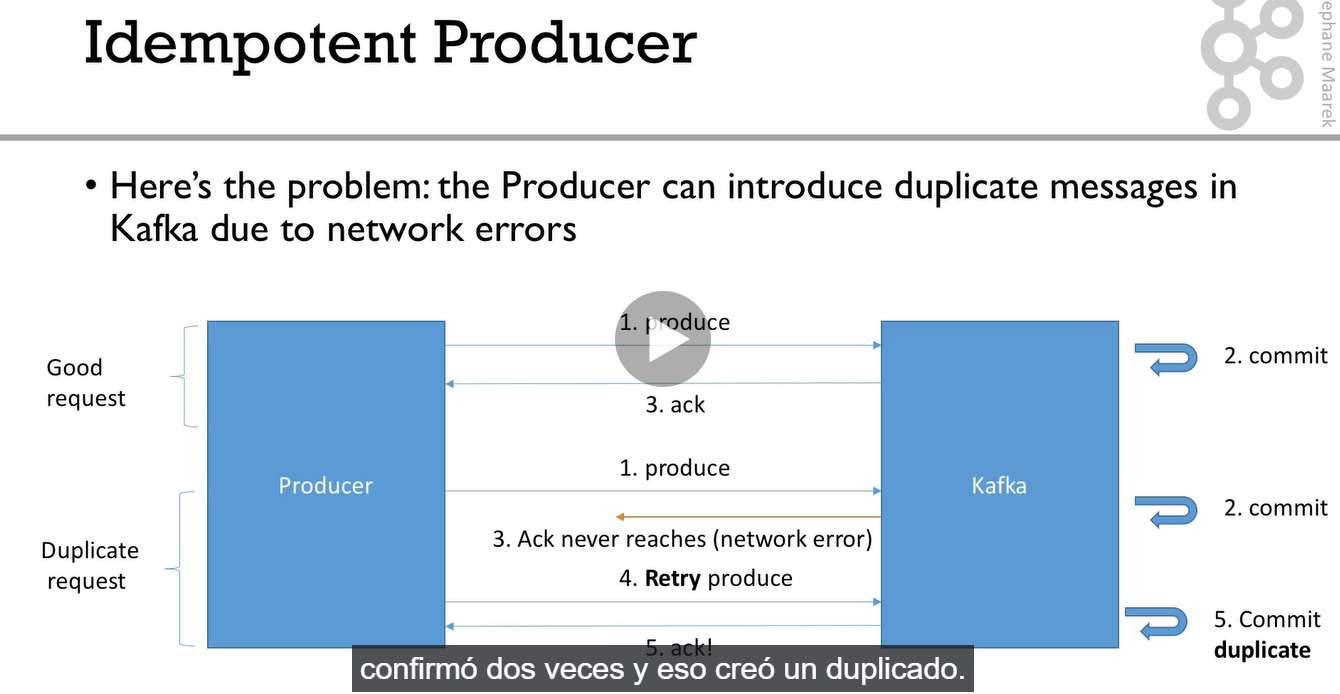 Idempotent Producer
ephane Maarek
• Here's the problem: the Producer can introduce duplicate messages in
Kafka due to network errors
Good
request
Producer
1. produce
3. ack
Kafka
2. commit
Duplicate
request
1. produce
3. Ack never reaches (network error)
4. Retry produce
5. ack!
2. commit
5. Commit
duplicate
confirmó dos veces y eso creó un duplicado.